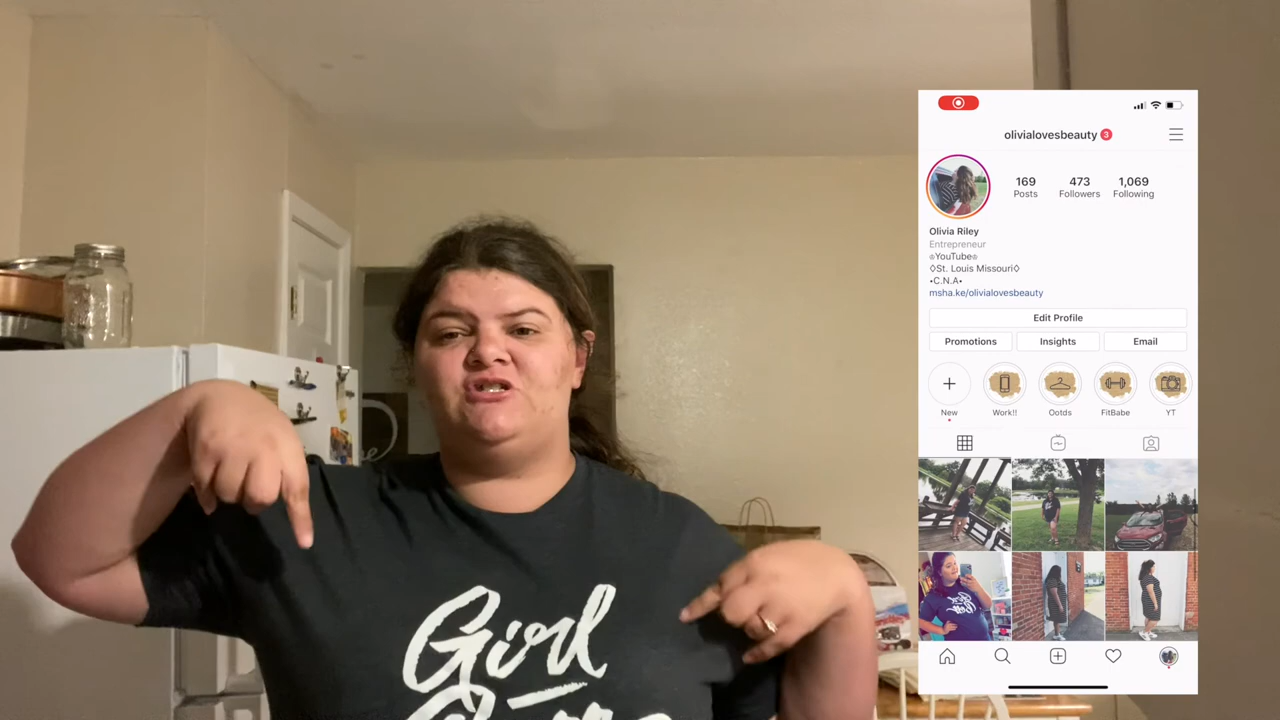 Girl
olivialovesbeauty 3
169 473 1,069
Posts Followers Following
Olivia Riley
Entrepreneur
YouTube
◊St. Louis Missouri◊
•C.N.A•
msha.ke/olivialovesbeauty
Edit Profile
Promotions Insights Email
New Work!! Ootds FitBabe YT